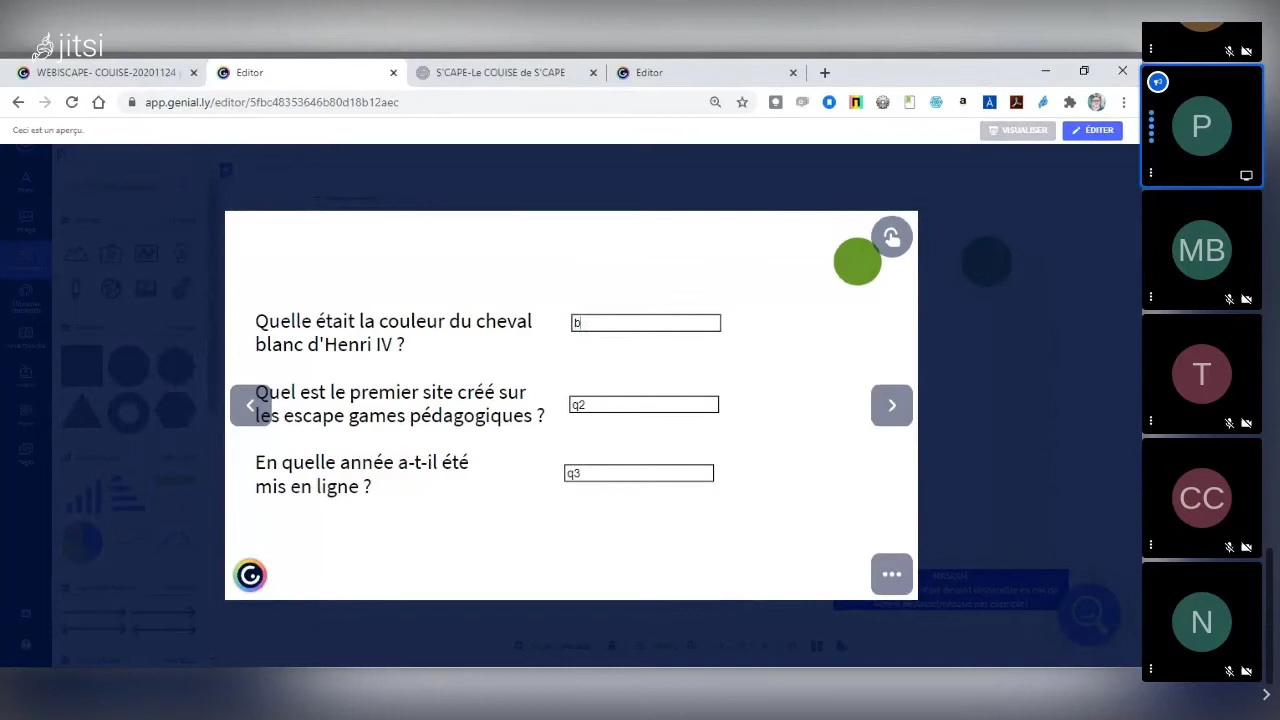 jitsi
WEBISCAPE- COUISE-20201124
Editor
S'CAPE-Le COUISE de S'CAPE
Editor
app.genial.ly/editor/5fbc48353646b80d18b12aec
Ceci est un aperçu.
VISUALISER
ÉDITER
Quelle était la couleur du cheval
blanc d'Henri IV ?
b
Quel est le premier site créé sur
les escape games pédagogiques ?
q2
En quelle année a-t-il été
mis en ligne ?
q3
MASQUE
P
MB
T
CC
N